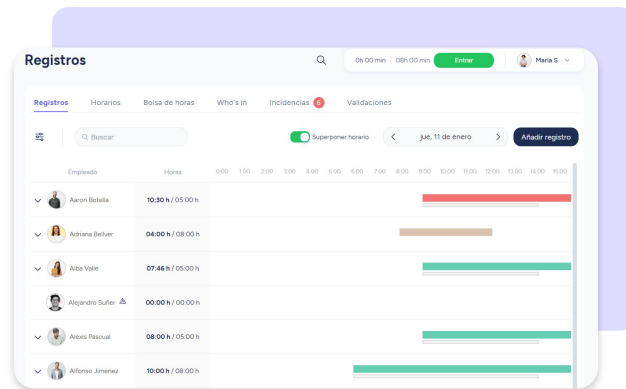 Registros
0h 00 min / 08h 00 min Entrar Maria S
Registros Horarios Bolsa de horas Who's in Incidencias 6 Validaciones
Buscar Superponer horario jue, 11 de enero Añadir registro
Empleado Horas 0:00 1:00 2:00 3:00 4:00 5:00 6:00 7:00 8:00 9:00 10:00 11:00 12:00 13:00 14:00 15:00
Aaron Botella 10:30 h / 05:00 h
Adriana Bellver 04:00 h / 08:00 h
Alba Valle 07:46 h / 05:00 h
Alejandro Suñer 00:00 h / 00:00 h
Alexis Pascual 08:00 h / 05:00 h
Alfonso Jimenez 10:00 h / 08:00 h